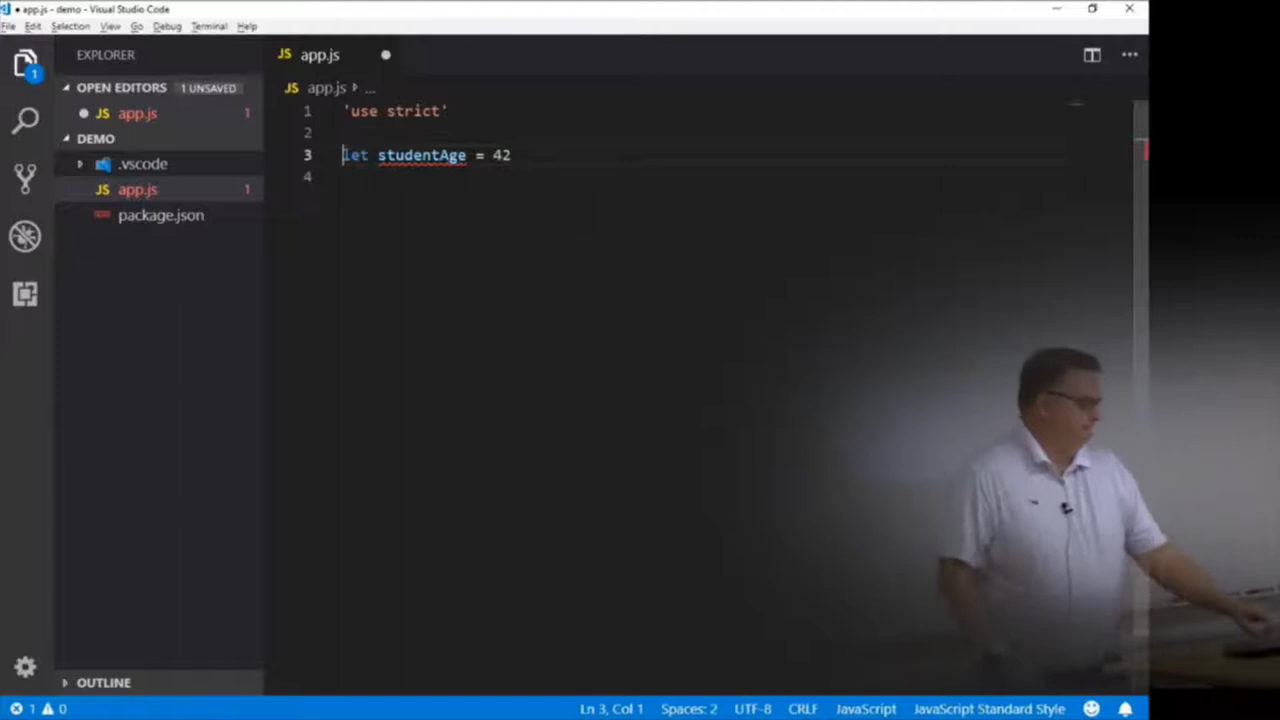 ● app.js - demo - Visual Studio Code
File Edit Selection View Go Debug Terminal Help
EXPLORER
JS app.js ●
1
OPEN EDITORS 1 UNSAVED
JS app.js > ...
● JS app.js 1
1 'use strict'
DEMO
2
3 let studentAge = 42
.vscode
4
JS app.js 1
package.json
OUTLINE
1 0 Ln 3, Col 1 Spaces: 2 UTF-8 CRLF JavaScript JavaScript Standard Style